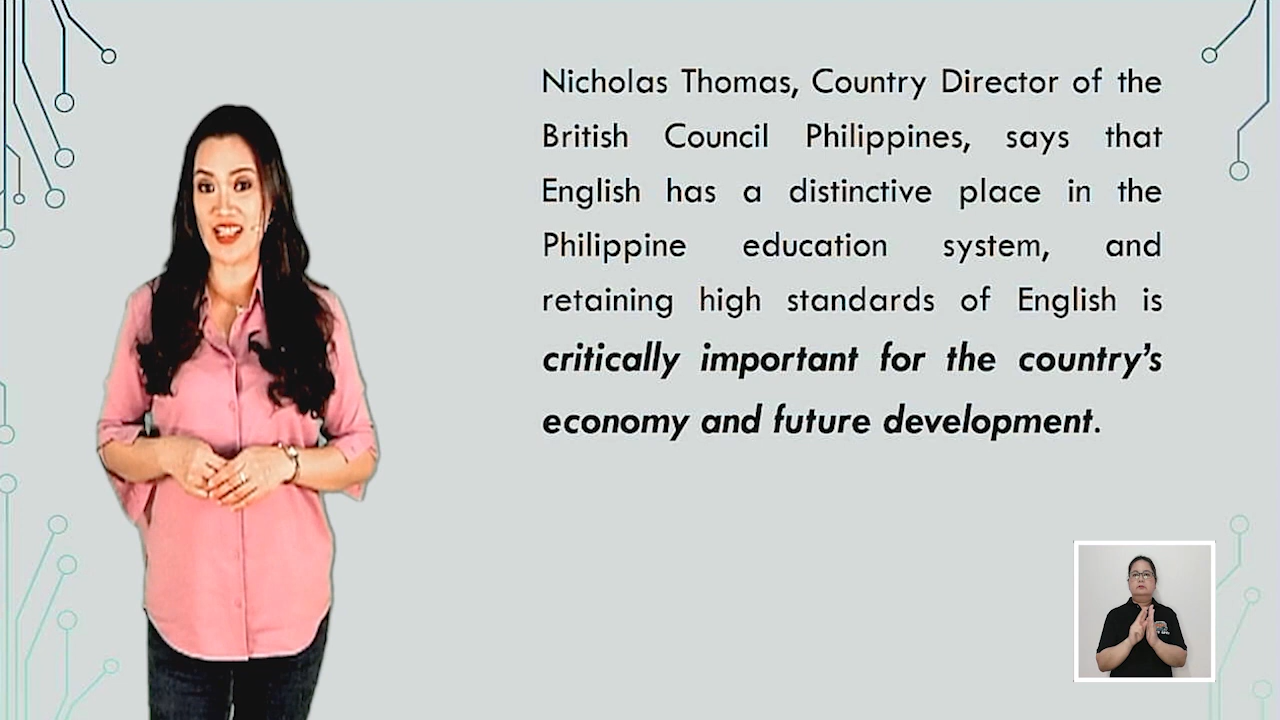 Nicholas Thomas, Country Director of the
British Council Philippines, says that
English has a distinctive place in the
Philippine education system, and
retaining high standards of English is
critically important for the country's
economy and future development.